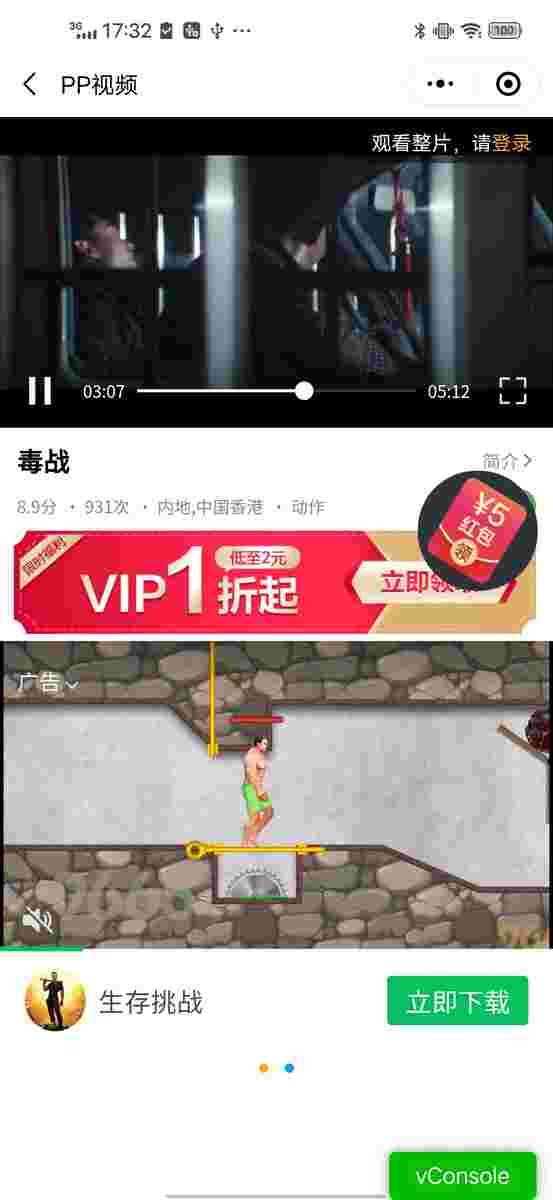 3G 17:32 100
PP视频
观看整片，请登录
03:07 05:12
毒战
简介
8.9分 · 931次 · 内地,中国香港 · 动作
¥5
红包
领
限时福利
VIP1折起
低至2元
立即领
广告
生存挑战
立即下载
vConsole